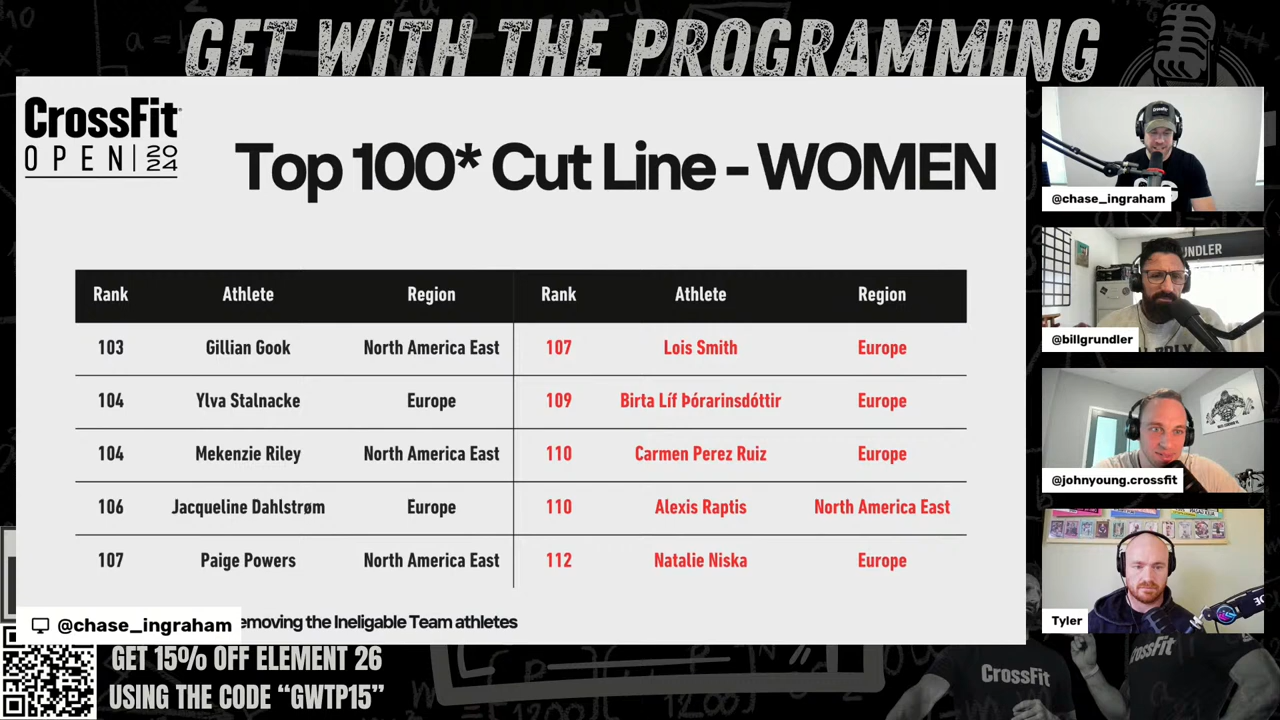 GET WITH THE PROGRAMMING
CrossFit
OPEN 2024
Top 100* Cut Line - WOMEN
Rank Athlete Region Rank Athlete Region
103 Gillian Gook North America East 107 Lois Smith Europe
104 Ylva Stalnacke Europe 109 Birta Líf Þórarinsdóttir Europe
104 Mekenzie Riley North America East 110 Carmen Perez Ruiz Europe
106 Jacqueline Dahlstrøm Europe 110 Alexis Raptis North America East
107 Paige Powers North America East 112 Natalie Niska Europe
emoving the Ineligable Team athletes
@chase_ingraham
GET 15% OFF ELEMENT 26
USING THE CODE “GWTP15”
@chase_ingraham
UNDLER
@billgrundler
@johnyoung.crossfit
Tyler
CrossFit
CrossFit